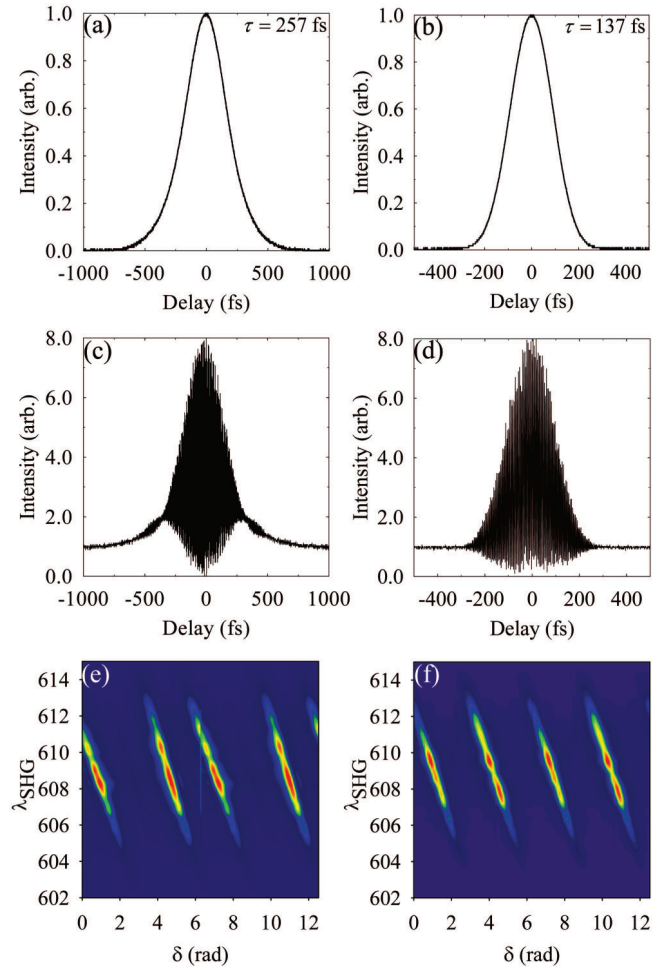 (a) τ = 257 fs
1.0
0.8
0.6
0.4
0.2
0.0
Intensity (arb.)
-1000 -500 0 500 1000
Delay (fs)
(b) τ = 137 fs
1.0
0.8
0.6
0.4
0.2
0.0
Intensity (arb.)
-400 -200 0 200 400
Delay (fs)
(c)
8.0
6.0
4.0
2.0
0.0
Intensity (arb.)
-1000 -500 0 500 1000
Delay (fs)
(d)
8.0
6.0
4.0
2.0
0.0
Intensity (arb.)
-400 -200 0 200 400
Delay (fs)
(e)
614
612
610
608
606
604
602
λSHG
0 2 4 6 8 10 12
δ (rad)
(f)
614
612
610
608
606
604
602
λSHG
0 2 4 6 8 10 12
δ (rad)